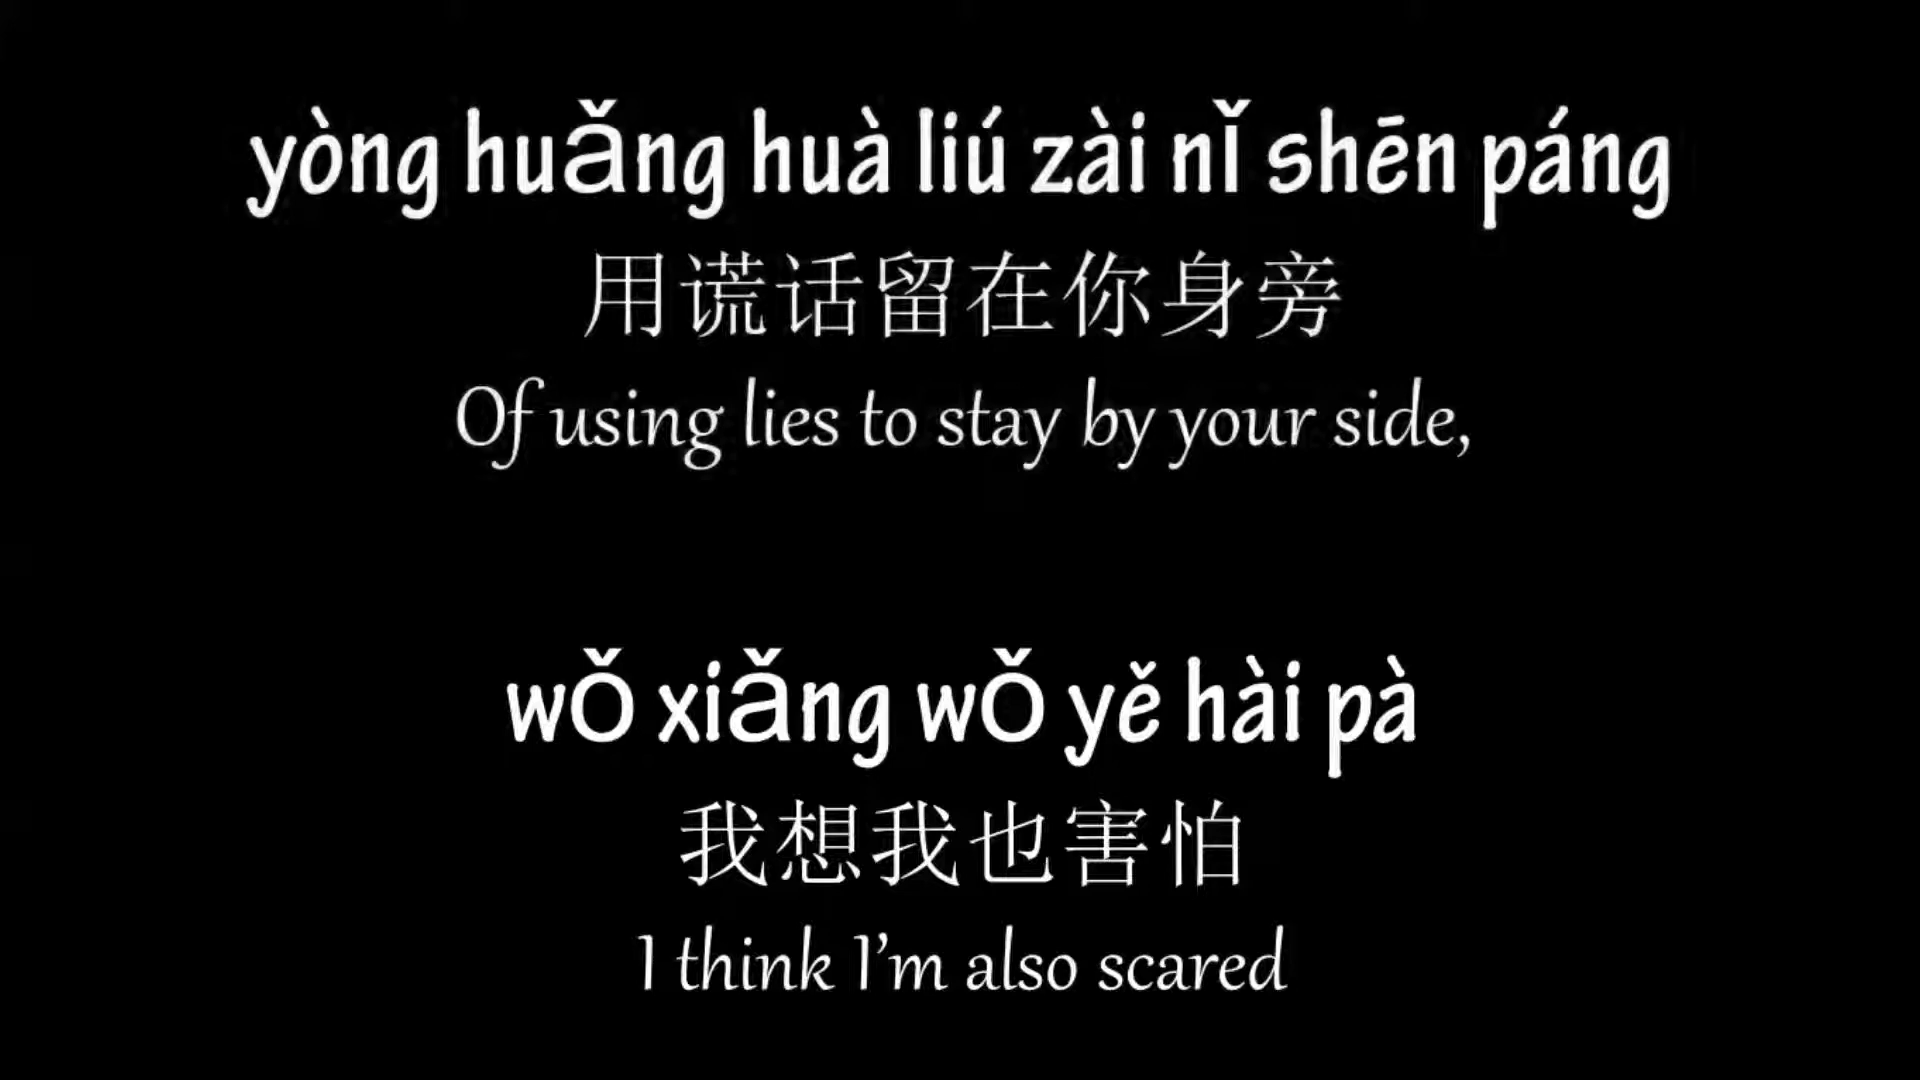 yòng huǎng huà liú zài nǐ shēn páng
用谎话留在你身旁
Of using lies to stay by your side,
wǒ xiǎng wǒ yě hài pà
我想我也害怕
I think I'm also scared